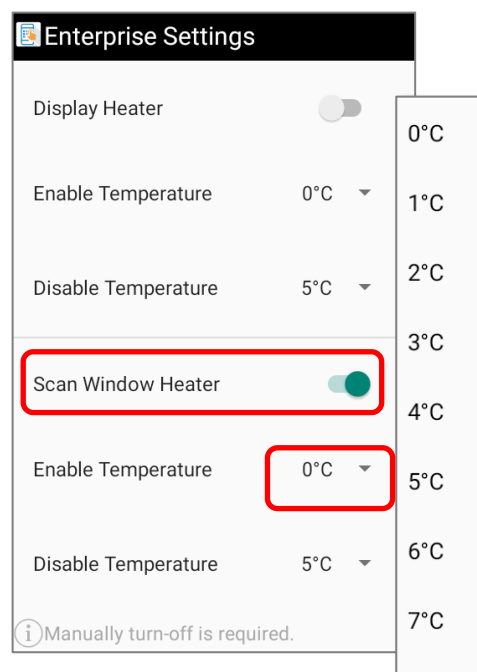 Enterprise Settings
Display Heater
Enable Temperature 0°C
Disable Temperature 5°C
Scan Window Heater
Enable Temperature 0°C
Disable Temperature 5°C
Manually turn-off is required.
0°C
1°C
2°C
3°C
4°C
5°C
6°C
7°C